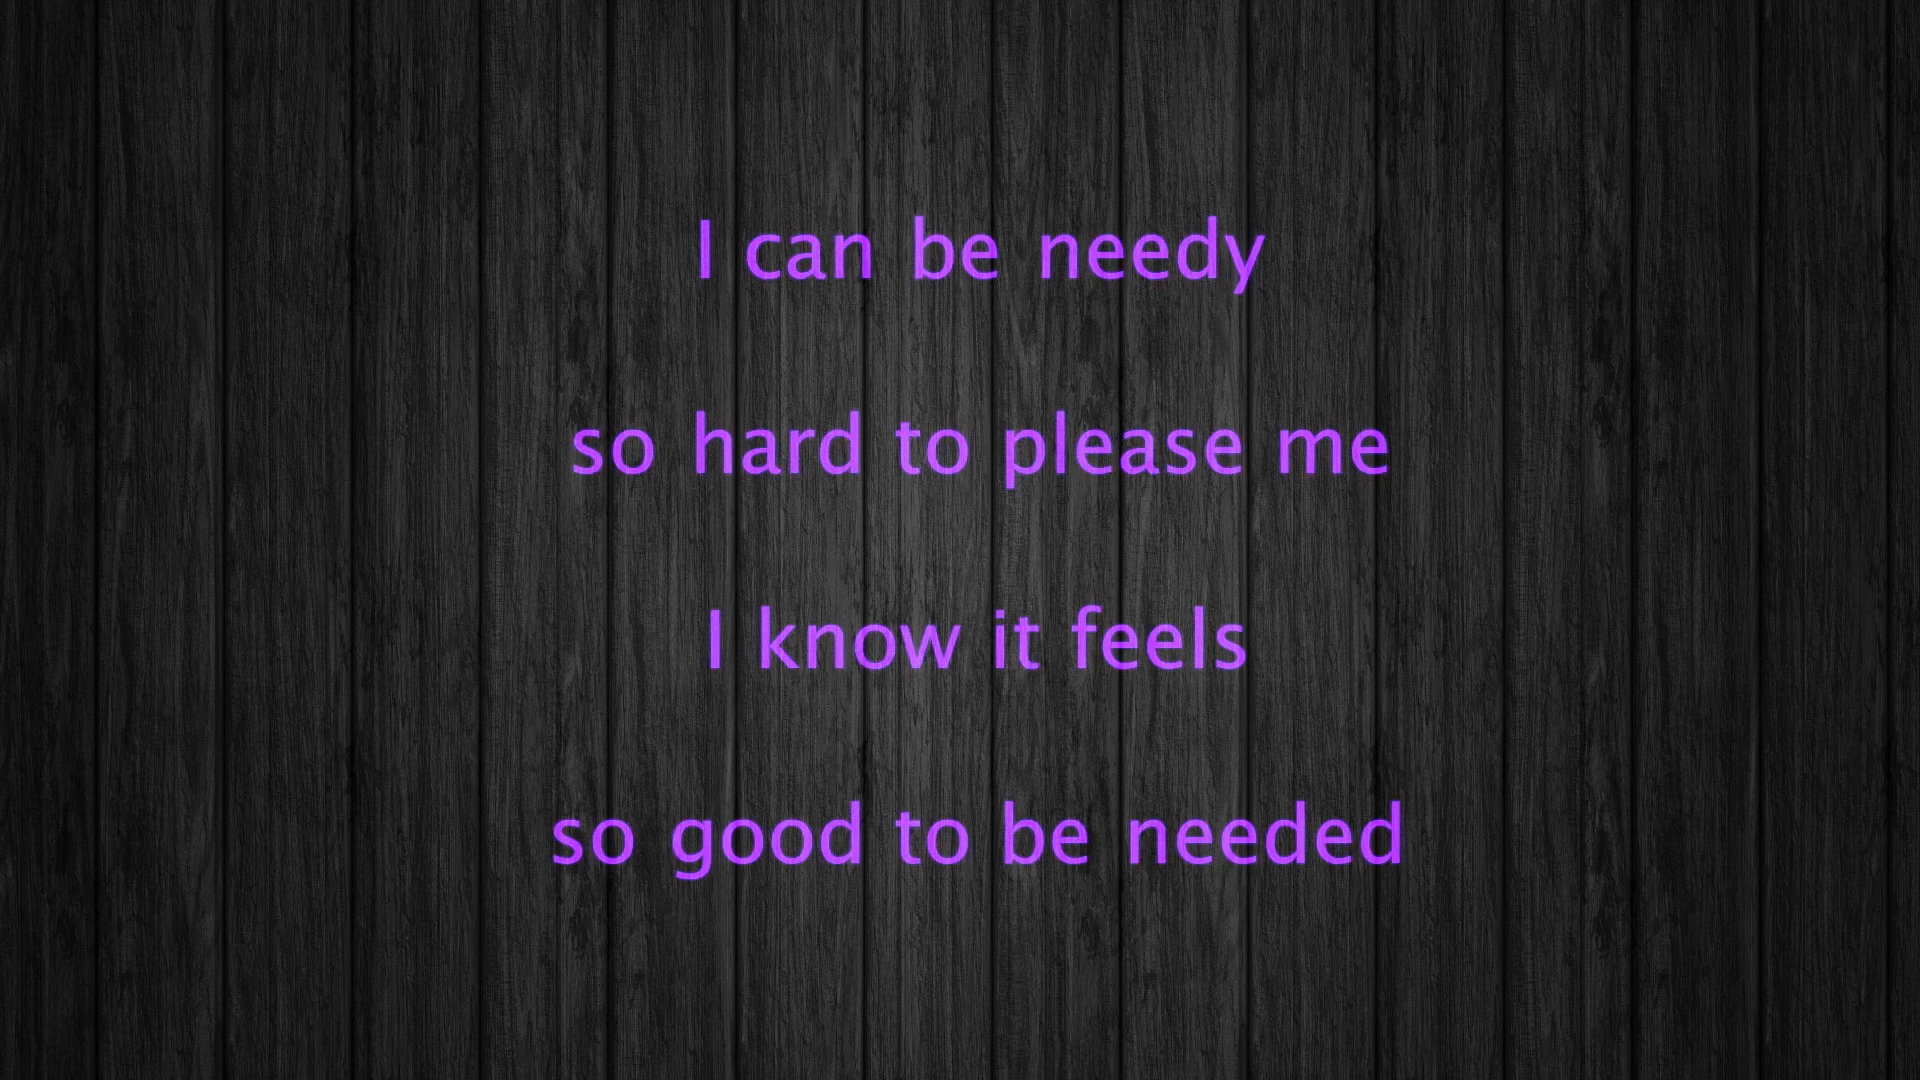 I can be needy
so hard to please me
I know it feels
so good to be needed